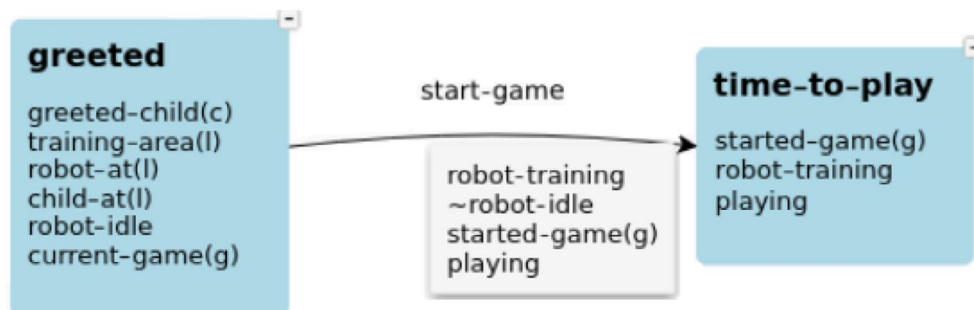 greeted
greeted-child(c)
training-area(l)
robot-at(l)
child-at(l)
robot-idle
current-game(g)
start-game
robot-training
~robot-idle
started-game(g)
playing
time-to-play
started-game(g)
robot-training
playing